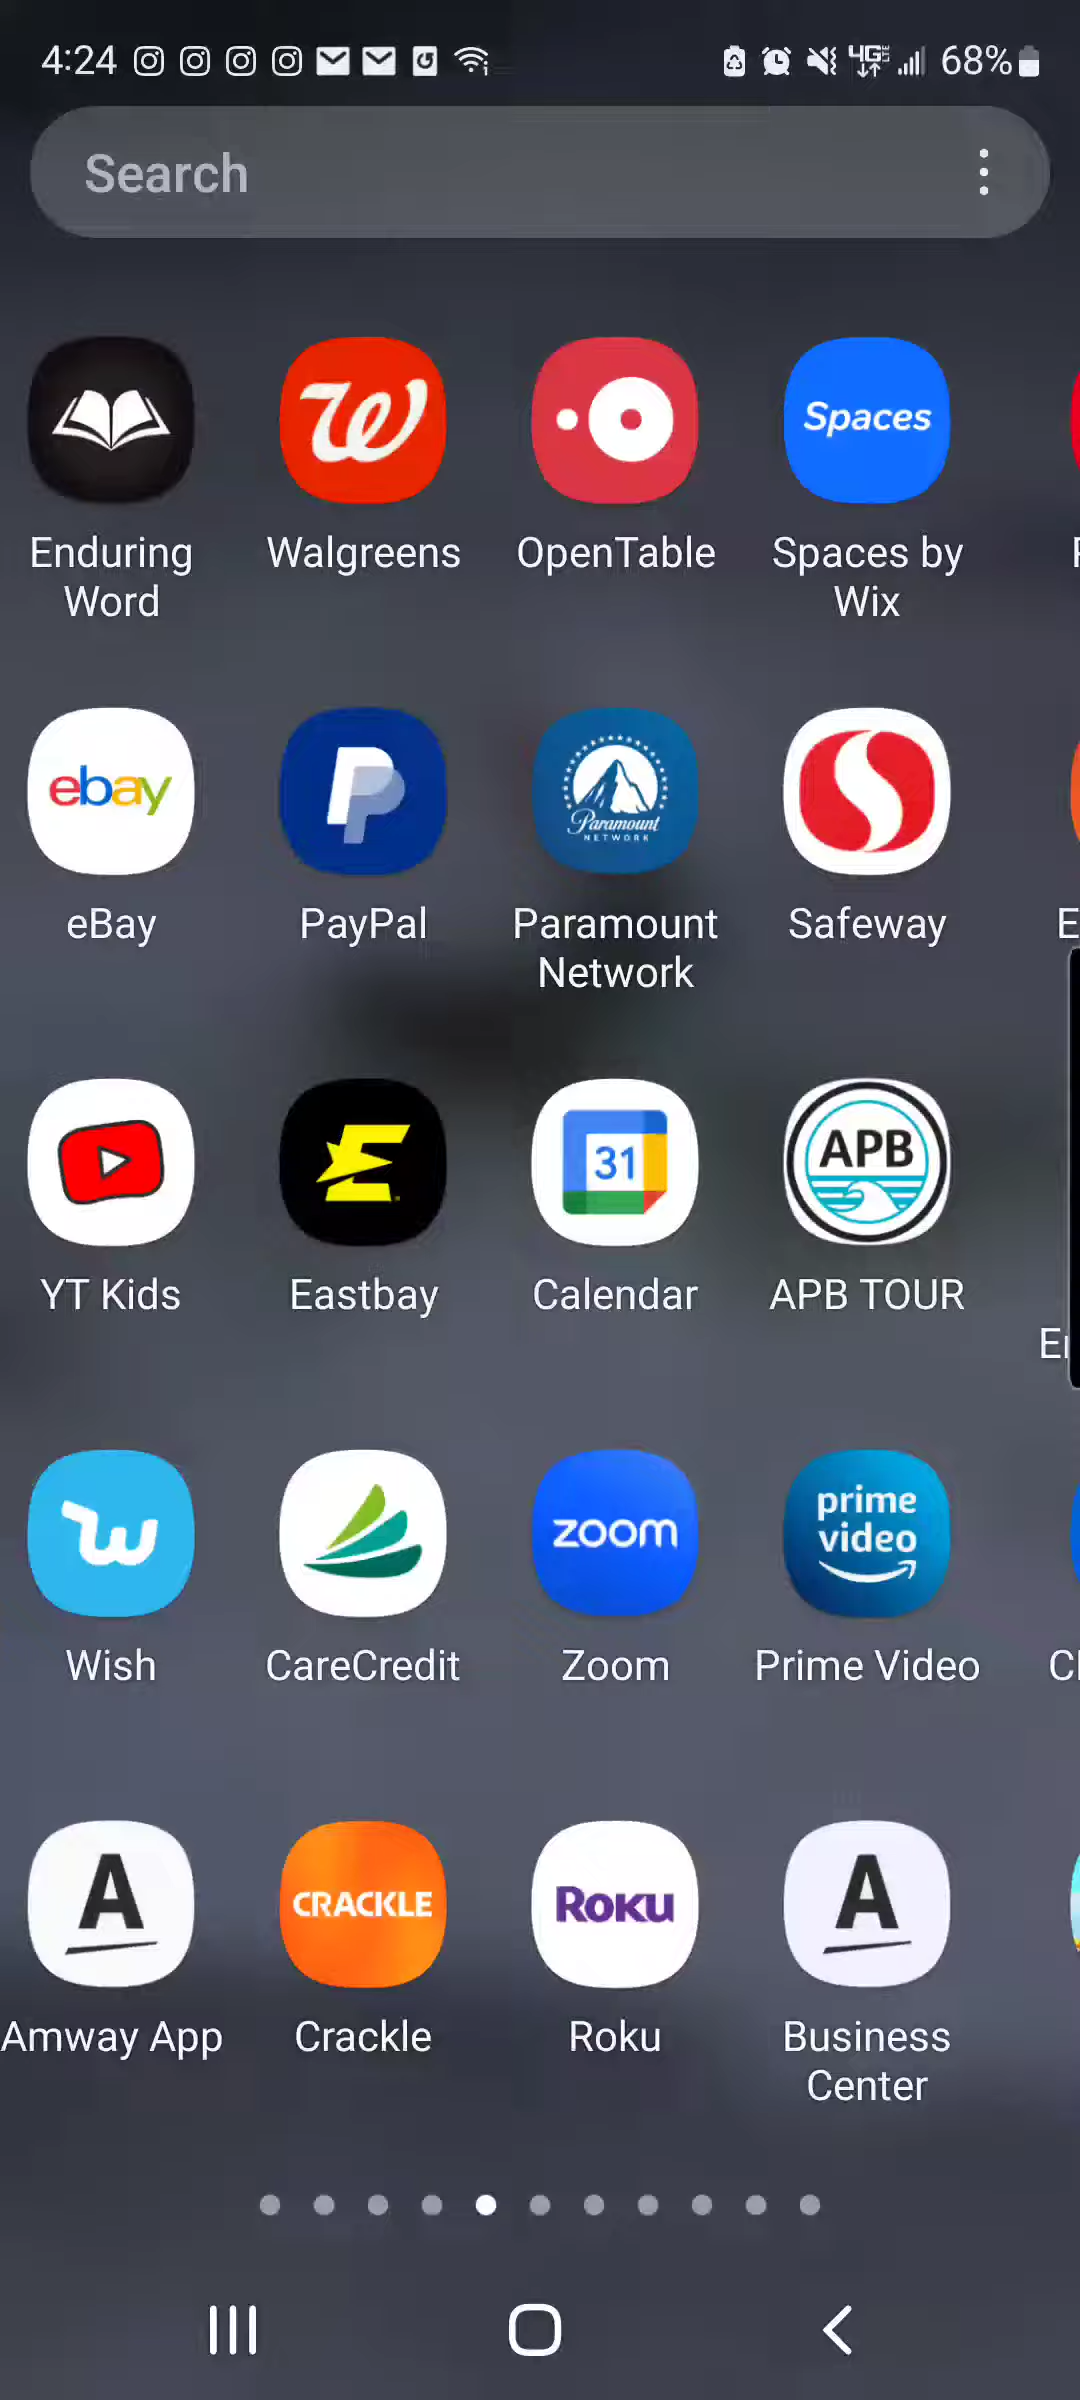 4:24 68%
Search
Spaces
Enduring Word
Walgreens
OpenTable
Spaces by Wix
ebay
Paramount
NETWORK
eBay
PayPal
Paramount Network
Safeway
31
APB
YT Kids
Eastbay
Calendar
APB TOUR
zoom
prime
video
Wish
CareCredit
Zoom
Prime Video
A
CRACKLE
ROKU
A
Amway App
Crackle
Roku
Business Center